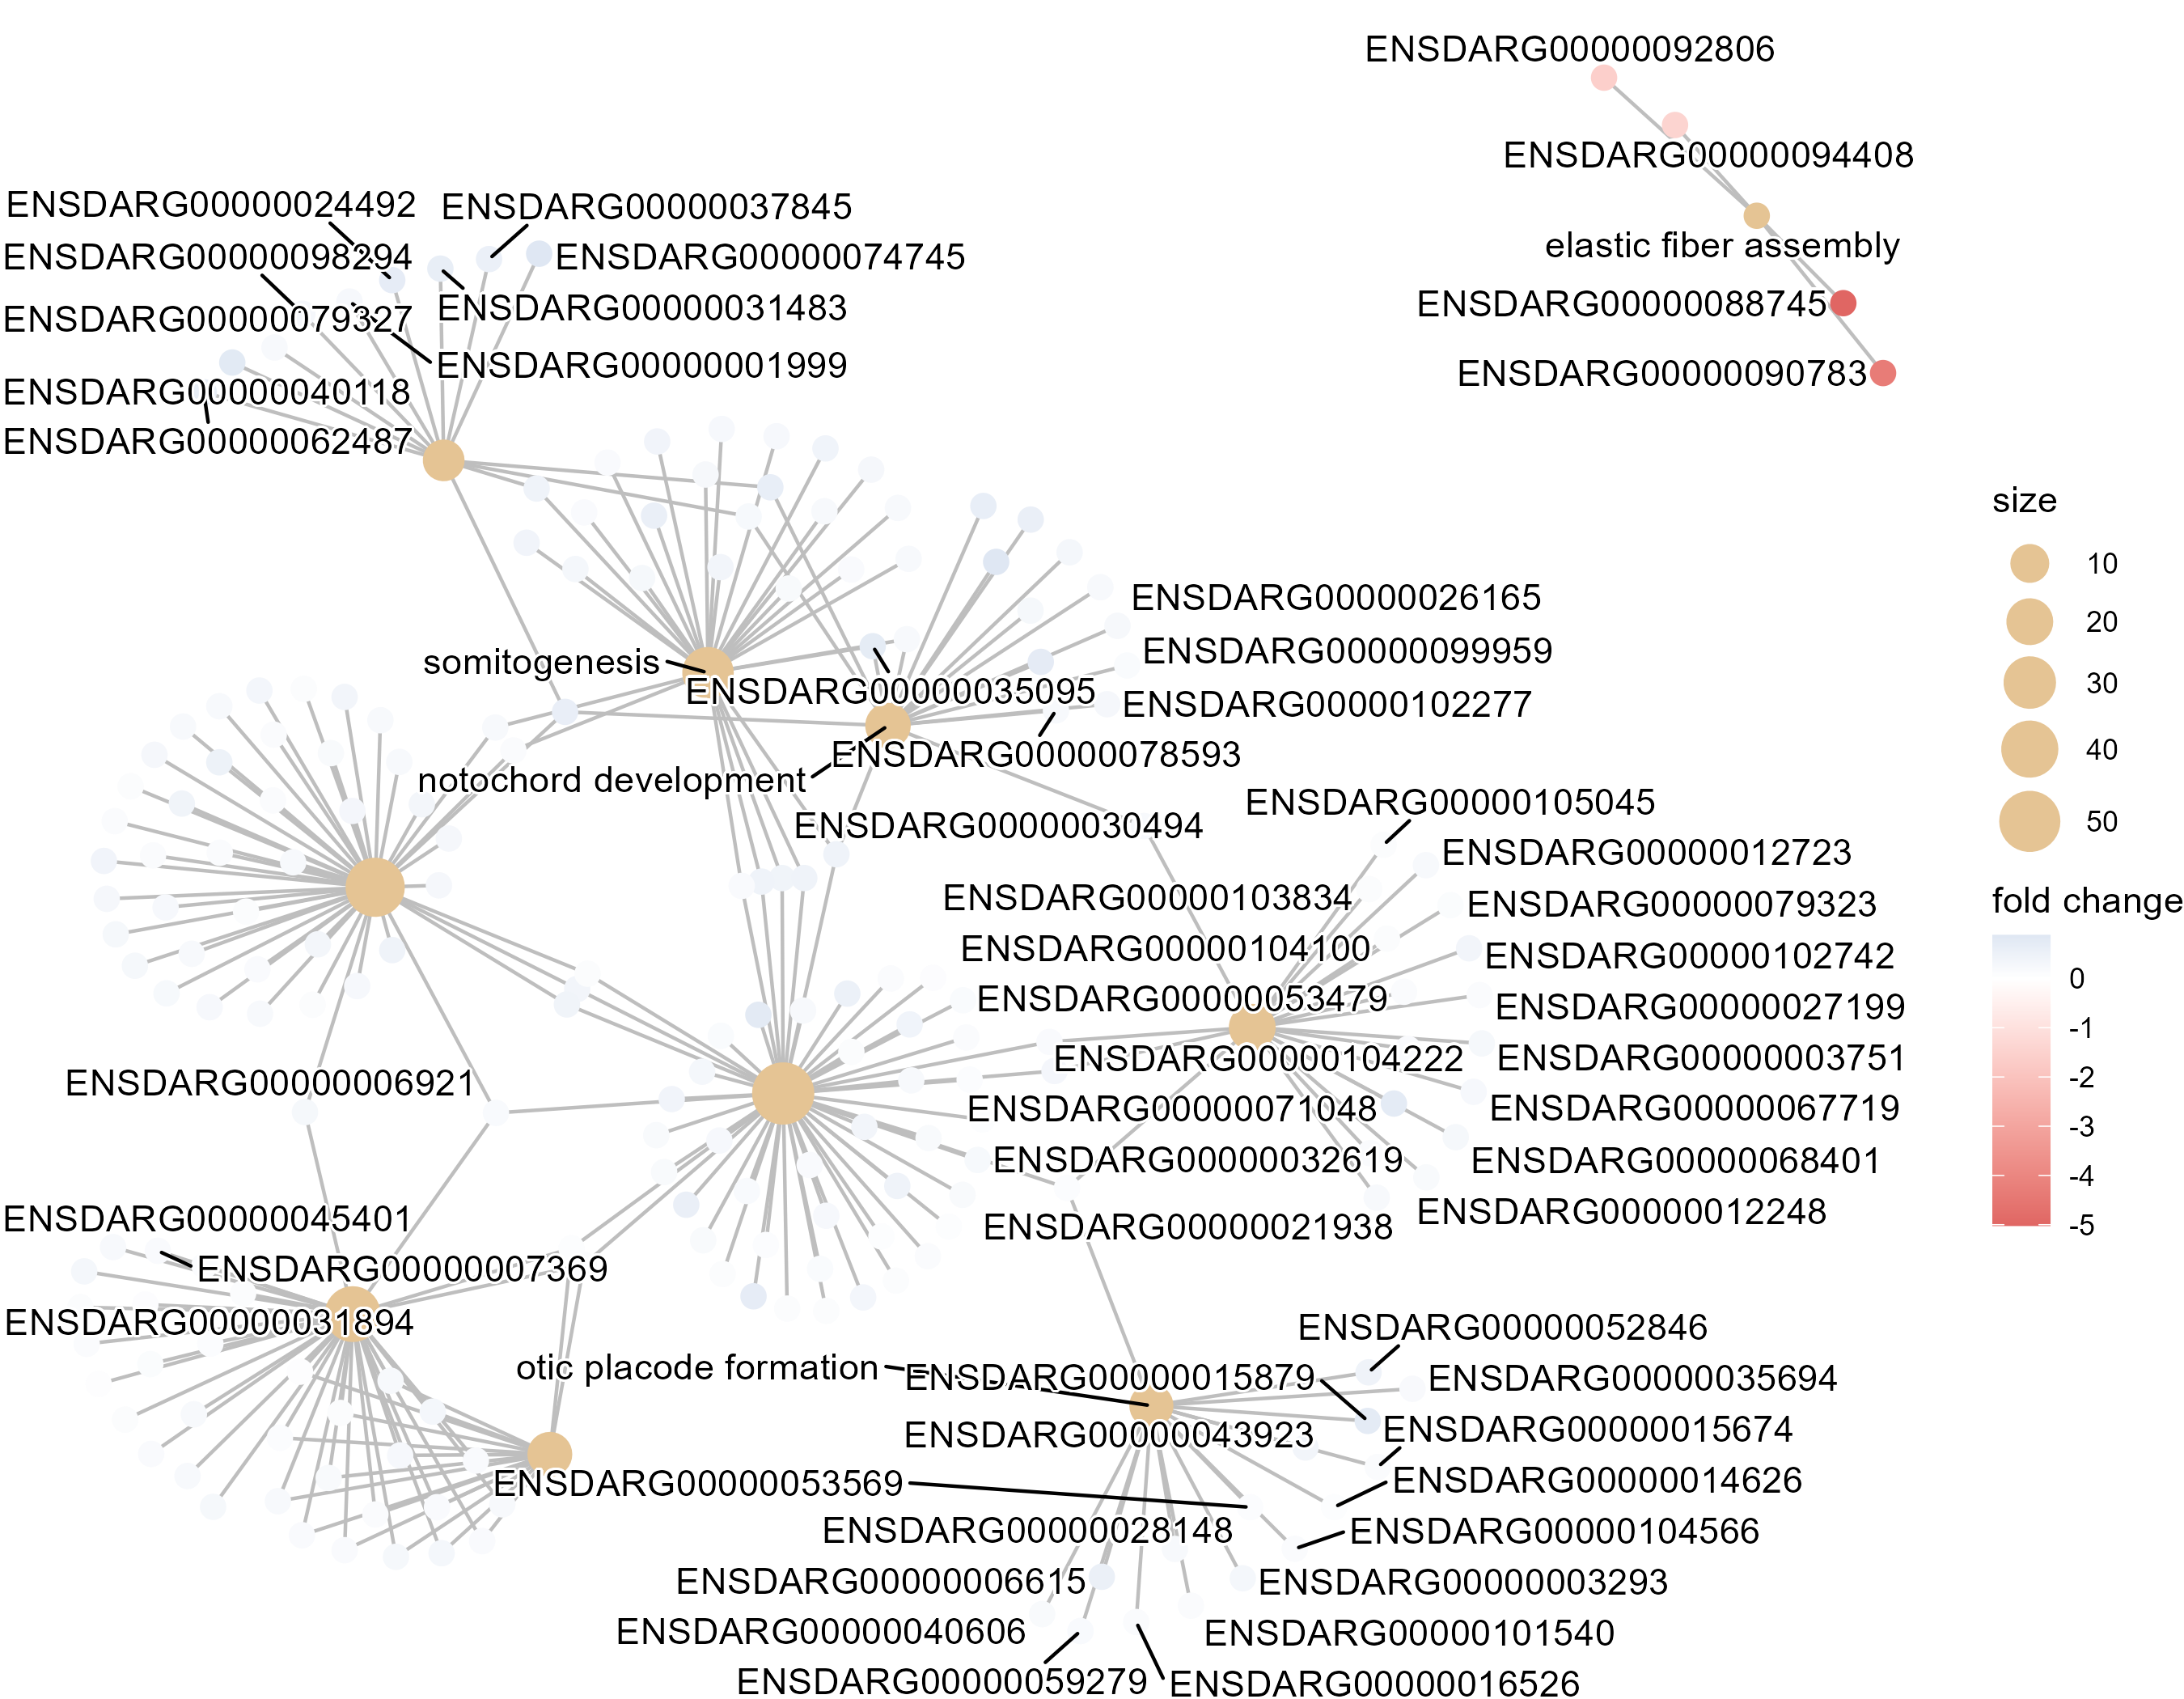 ENSDARG00000092806
ENSDARG00000094408
ENSDARG00000024492
ENSDARG00000037845
elastic fiber assembly
ENSDARG00000098294
ENSDARG00000074745
ENSDARG00000088745
ENSDARG00000031483
ENSDARG00000079327
ENSDARG00000001999
ENSDARG00000090783
ENSDARG00000040118
ENSDARG00000062487
size
10
20
30
40
50
ENSDARG00000026165
somitogenesis
ENSDARG00000099959
ENSDARG00000035095
ENSDARG00000102277
ENSDARG00000078593
notochord development
ENSDARG00000105045
ENSDARG00000030494
ENSDARG00000012723
ENSDARG00000103834
ENSDARG00000079323
fold change
0
-1
-2
-3
-4
-5
ENSDARG00000104100
ENSDARG00000102742
ENSDARG00000053479
ENSDARG00000027199
ENSDARG00000104222
ENSDARG00000003751
ENSDARG00000006921
ENSDARG00000071048
ENSDARG00000067719
ENSDARG00000032619
ENSDARG00000068401
ENSDARG00000045401
ENSDARG00000021938
ENSDARG00000012248
ENSDARG00000007369
ENSDARG00000031894
ENSDARG00000052846
otic placode formation
ENSDARG00000015879
ENSDARG00000035694
ENSDARG00000043923
ENSDARG00000015674
ENSDARG00000053569
ENSDARG00000014626
ENSDARG00000028148
ENSDARG00000104566
ENSDARG00000006615
ENSDARG00000003293
ENSDARG00000040606
ENSDARG00000101540
ENSDARG00000059279
ENSDARG00000016526